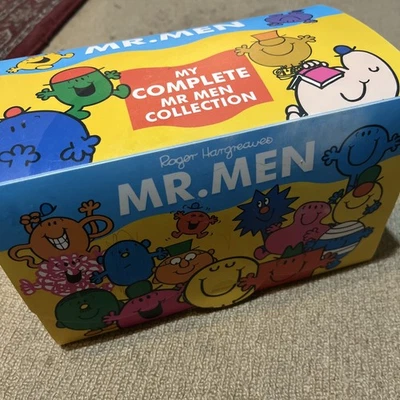 MR. MEN
MY
COMPLETE
MR MEN
COLLECTION
Roger Hargreaves
MR. MEN